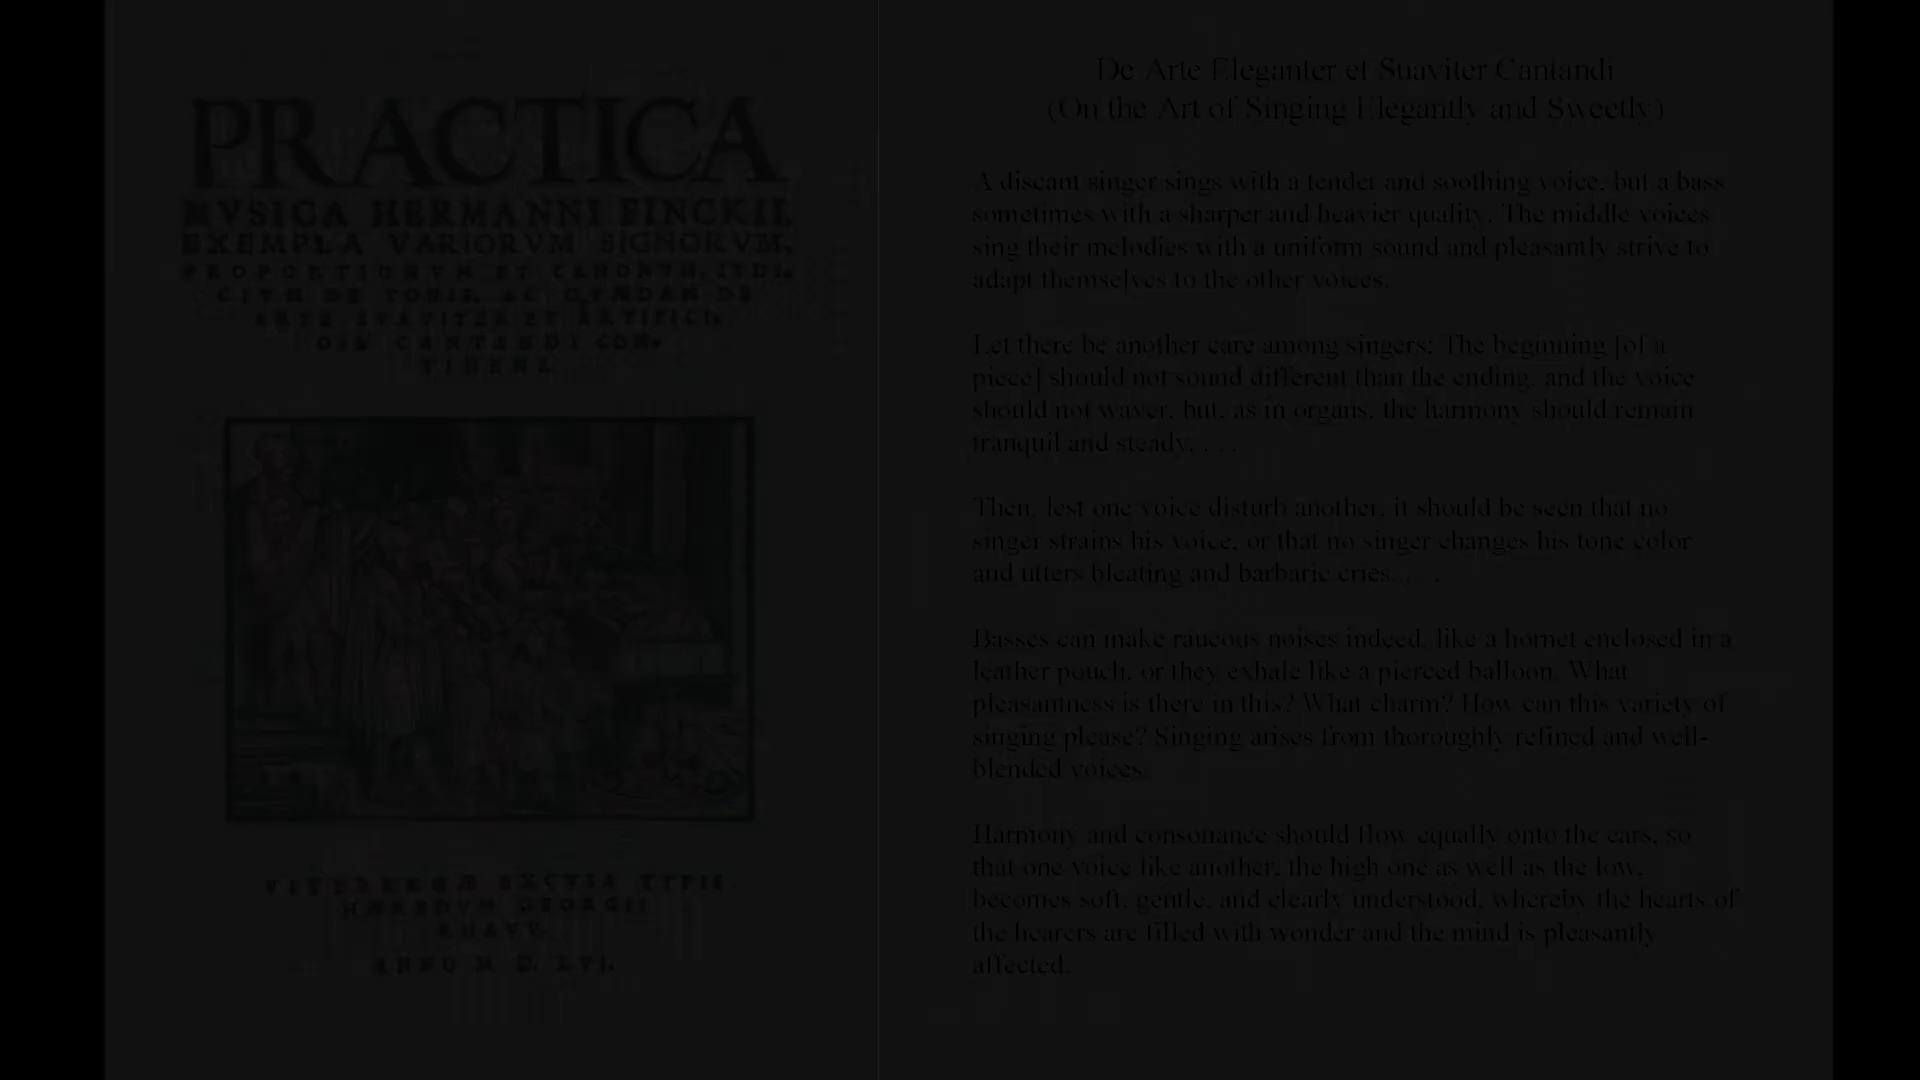 PRACTICA
MVSICA HERMANNI FINCKII,
EXEMPLA VARIORVM SIGNORVM,
PROPORTIONVM ET CANONVM, IVDI,
CIVM DE TONIS, AC QVÆDAM DE
ARTE SVAVITER ET ARTIFICI,
OSE CANTANDI CON-
TINENS
VITEBERGÆ EXCVSA TYPIS
HÆREDVM GEORGII
RHAVV.
ANNO M. D. LVI.
De Arte Eleganter et Suaviter Cantandi
(On the Art of Singing Elegantly and Sweetly)
A discant singer sings with a tender and soothing voice, but a bass
sometimes with a sharper and heavier quality. The middle voices
sing their melodies with a uniform sound and pleasantly strive to
adapt themselves to the other voices.
Let there be another care among singers: The beginning [of a
piece] should not sound different than the ending, and the voice
should not waver, but, as in organs, the harmony should remain
tranquil and steady. . . .
Then, lest one voice disturb another, it should be seen that no
singer strains his voice, or that no singer changes his tone color
and utters bleating and barbaric cries. . . .
Basses can make raucous noises indeed, like a hornet enclosed in a
leather pouch, or they exhale like a pierced balloon. What
pleasantness is there in this? What charm? How can this variety of
singing please? Singing arises from thoroughly refined and well-
blended voices.
Harmony and consonance should flow equally onto the ears, so
that one voice like another, the high one as well as the low,
becomes soft, gentle, and clearly understood, whereby the hearts of
the hearers are filled with wonder and the mind is pleasantly
affected.